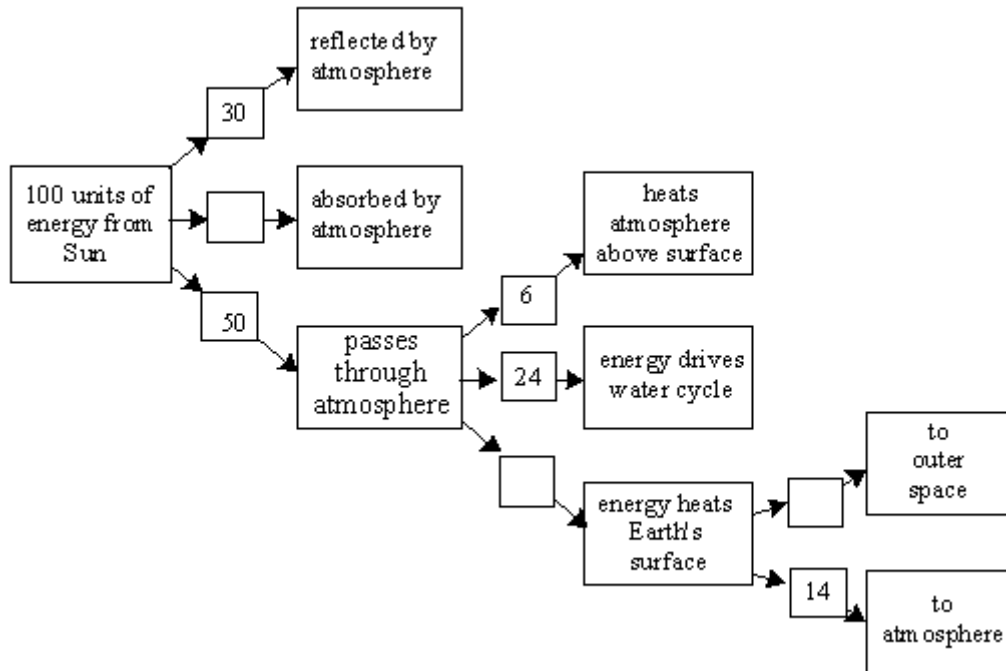 reflected by
atmosphere
30
100 units of
energy from
Sun
absorbed by
atmosphere
heats
atmosphere
above surface
50
6
passes
through
atmosphere
24
energy drives
water cycle
energy heats
Earth's
surface
to
outer
space
14
to
atmosphere